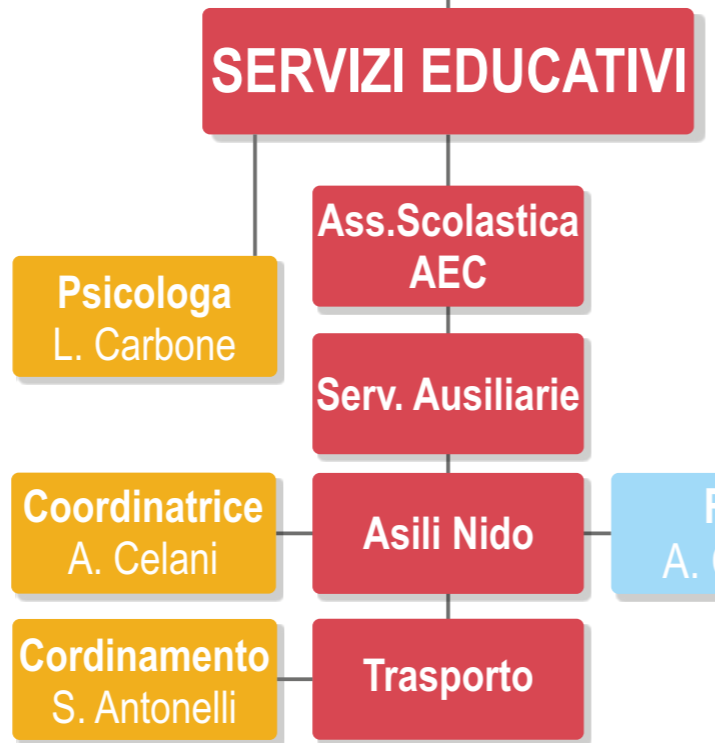 SERVIZI EDUCATIVI
Ass.Scolastica
AEC
Psicologa
L. Carbone
Serv. Ausiliarie
Coordinatrice
A. Celani
Asili Nido
A.
Cordinamento
S. Antonelli
Trasporto